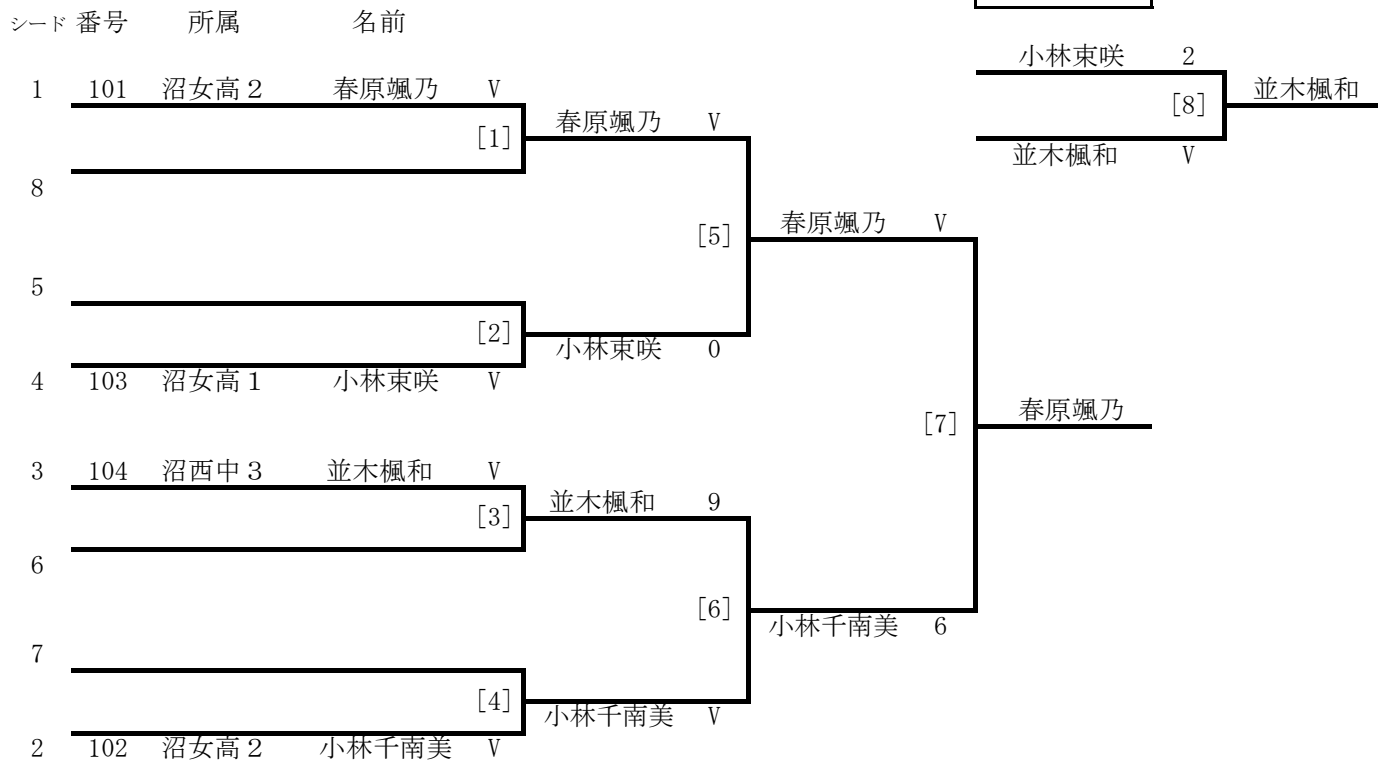 シード 番号 所属 名前
小林束咲 2
1 101 沼女高２ 春原颯乃 V
[8] 並木楓和
春原颯乃 V
[1]
並木楓和 V
8
春原颯乃 V
[5]
5
[2]
小林束咲 0
4 103 沼女高１ 小林束咲 V
春原颯乃
[7]
3 104 沼西中３ 並木楓和 V
並木楓和 9
[3]
6
[6]
小林千南美 6
7
[4]
小林千南美 V
2 102 沼女高２ 小林千南美 V